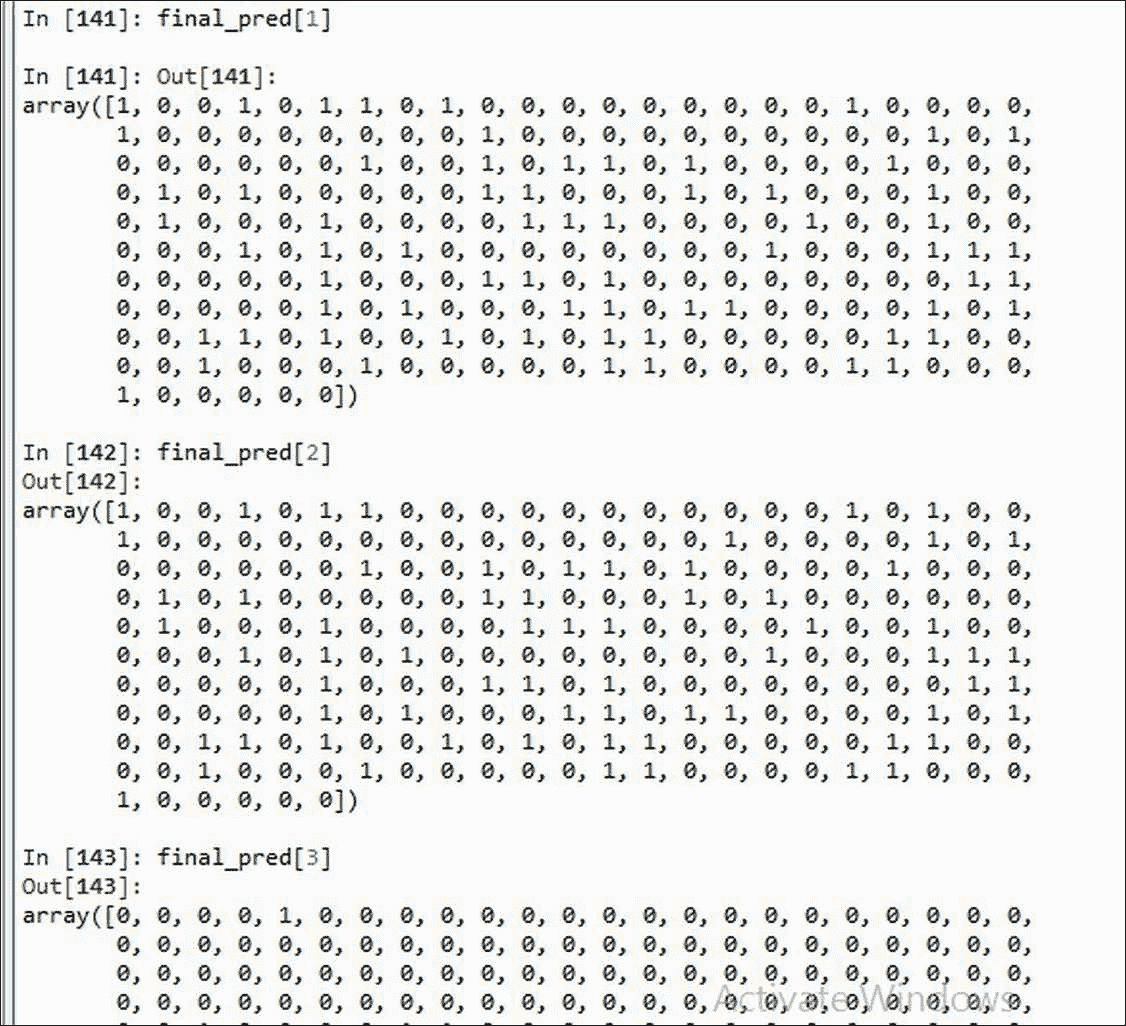 In [141]: final_pred[1]
In [141]: Out[141]:
array([1, 0, 0, 1, 0, 1, 1, 0, 1, 0, 0, 0, 0, 0, 0, 0, 0, 0, 1, 0, 0, 0, 0,
1, 0, 0, 0, 0, 0, 0, 0, 0, 1, 0, 0, 0, 0, 0, 0, 0, 0, 0, 0, 1, 0, 1,
0, 0, 0, 0, 0, 0, 1, 0, 0, 1, 0, 1, 1, 0, 1, 0, 0, 0, 0, 1, 0, 0, 0,
0, 1, 0, 1, 0, 0, 0, 0, 0, 1, 1, 0, 0, 0, 1, 0, 1, 0, 0, 0, 1, 0, 0,
0, 1, 0, 0, 0, 1, 0, 0, 0, 0, 1, 1, 1, 0, 0, 0, 0, 1, 0, 0, 1, 0, 0,
0, 0, 0, 1, 0, 1, 0, 1, 0, 0, 0, 0, 0, 0, 0, 0, 1, 0, 0, 0, 1, 1, 1,
0, 0, 0, 0, 0, 1, 0, 0, 0, 1, 1, 0, 1, 0, 0, 0, 0, 0, 0, 0, 0, 1, 1,
0, 0, 0, 0, 0, 1, 0, 1, 0, 0, 0, 1, 1, 0, 1, 1, 0, 0, 0, 0, 1, 0, 1,
0, 0, 1, 1, 0, 1, 0, 0, 1, 0, 1, 0, 1, 1, 0, 0, 0, 0, 0, 1, 1, 0, 0,
0, 0, 1, 0, 0, 0, 1, 0, 0, 0, 0, 0, 1, 1, 0, 0, 0, 0, 1, 1, 0, 0, 0,
1, 0, 0, 0, 0, 0])
In [142]: final_pred[2]
Out[142]:
array([1, 0, 0, 1, 0, 1, 1, 0, 0, 0, 0, 0, 0, 0, 0, 0, 0, 0, 1, 0, 1, 0, 0,
1, 0, 0, 0, 0, 0, 0, 0, 0, 0, 0, 0, 0, 0, 0, 1, 0, 0, 0, 0, 1, 0, 1,
0, 0, 0, 0, 0, 0, 1, 0, 0, 1, 0, 1, 1, 0, 1, 0, 0, 0, 0, 1, 0, 0, 0,
0, 1, 0, 1, 0, 0, 0, 0, 0, 1, 1, 0, 0, 0, 1, 0, 1, 0, 0, 0, 0, 0, 0,
0, 1, 0, 0, 0, 1, 0, 0, 0, 0, 1, 1, 1, 0, 0, 0, 0, 1, 0, 0, 1, 0, 0,
0, 0, 0, 1, 0, 1, 0, 1, 0, 0, 0, 0, 0, 0, 0, 0, 1, 0, 0, 0, 1, 1, 1,
0, 0, 0, 0, 0, 1, 0, 0, 0, 1, 1, 0, 1, 0, 0, 0, 0, 0, 0, 0, 0, 1, 1,
0, 0, 0, 0, 0, 1, 0, 1, 0, 0, 0, 1, 1, 0, 1, 1, 0, 0, 0, 0, 1, 0, 1,
0, 0, 1, 1, 0, 1, 0, 0, 1, 0, 1, 0, 1, 1, 0, 0, 0, 0, 0, 1, 1, 0, 0,
0, 0, 1, 0, 0, 0, 1, 0, 0, 0, 0, 0, 1, 1, 0, 0, 0, 0, 1, 1, 0, 0, 0,
1, 0, 0, 0, 0, 0])
In [143]: final_pred[3]
Out[143]:
array([0, 0, 0, 0, 1, 0, 0, 0, 0, 0, 0, 0, 0, 0, 0, 0, 0, 0, 0, 0, 0, 0, 0,
0, 0, 0, 0, 0, 0, 0, 0, 0, 0, 0, 0, 0, 0, 0, 0, 0, 0, 0, 0, 0, 0, 0,
0, 0, 0, 0, 0, 0, 0, 0, 0, 0, 0, 0, 0, 0, 0, 0, 0, 0, 0, 0, 0, 0, 0,
0, 0, 0, 0, 0, 0, 0, 0, 0, 0, 0, 0, 0, 0, 0, 0, 0, 0, 0, 0, 0, 0, 0,
Activate Windows